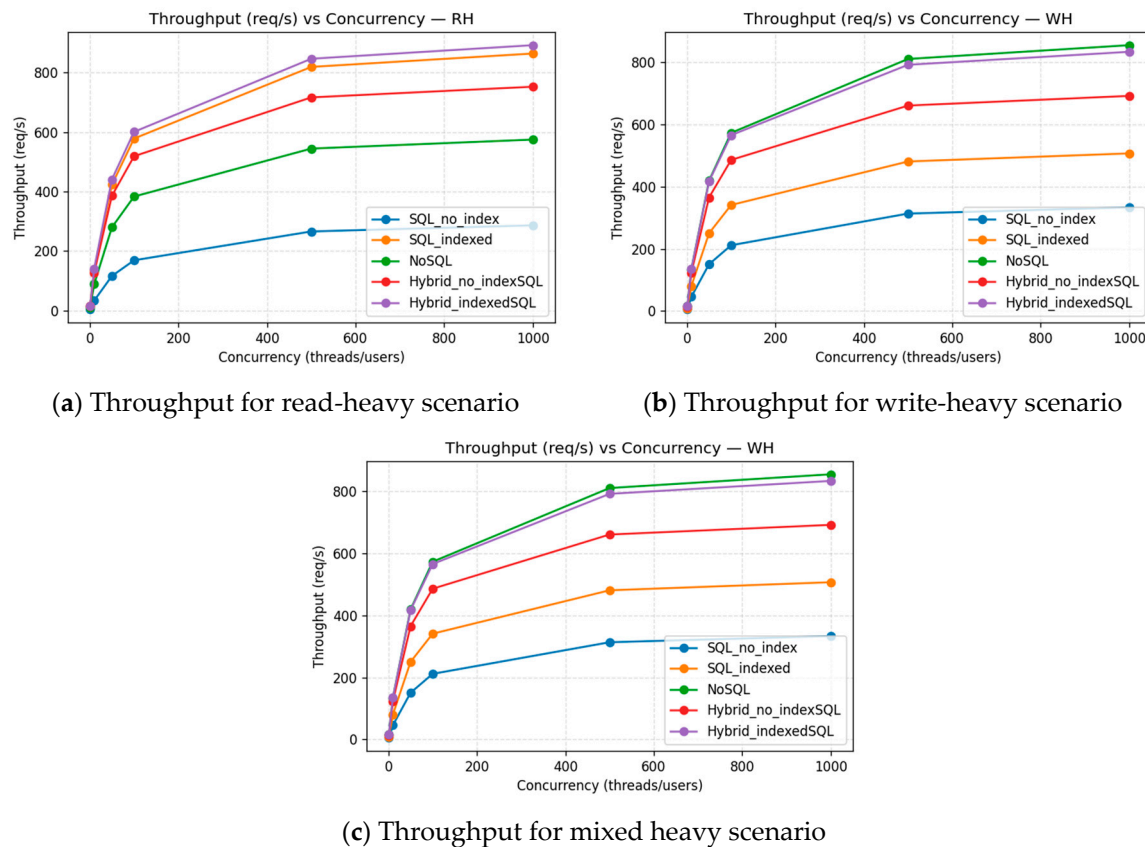 Throughput (req/s) vs Concurrency — RH
Throughput (req/s)
800
600
400
200
0
SQL_no_index
SQL_indexed
NoSQL
Hybrid_no_indexSQL
Hybrid_indexedSQL
0 200 400 600 800 1000
Concurrency (threads/users)
(a) Throughput for read-heavy scenario
Throughput (req/s) vs Concurrency — WH
Throughput (req/s)
800
600
400
200
0
SQL_no_index
SQL_indexed
NoSQL
Hybrid_no_indexSQL
Hybrid_indexedSQL
0 200 400 600 800 1000
Concurrency (threads/users)
(b) Throughput for write-heavy scenario
Throughput (req/s) vs Concurrency — WH
Throughput (req/s)
800
600
400
200
0
SQL_no_index
SQL_indexed
NoSQL
Hybrid_no_indexSQL
Hybrid_indexedSQL
0 200 400 600 800 1000
Concurrency (threads/users)
(c) Throughput for mixed heavy scenario